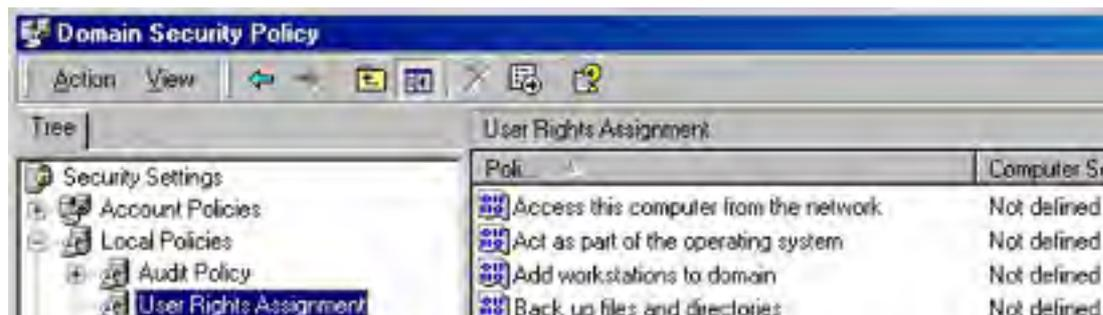 Domain Security Policy
Action View
Tree
User Rights Assignment
Security Settings
Account Policies
Local Policies
Audit Policy
User Rights Assignment
Poli... Computer Se
Access this computer from the network Not defined
Act as part of the operating system Not defined
Add workstations to domain Not defined
Back up files and directories Not defined